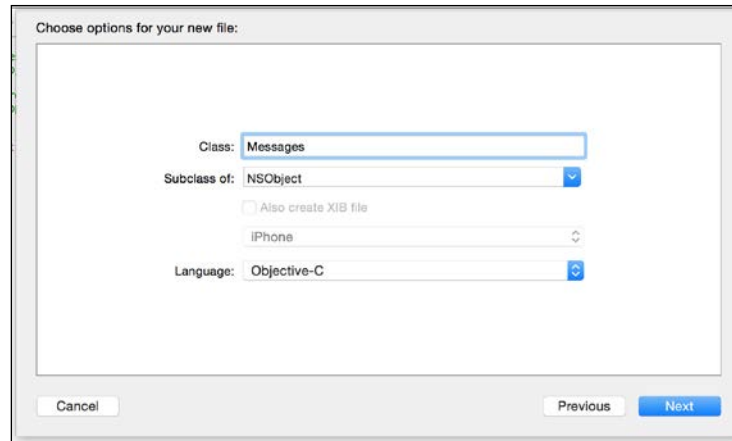 Choose options for your new file:
Class: Messages
Subclass of: NSObject
Also create XIB file
iPhone
Language: Objective-C
Cancel Previous Next